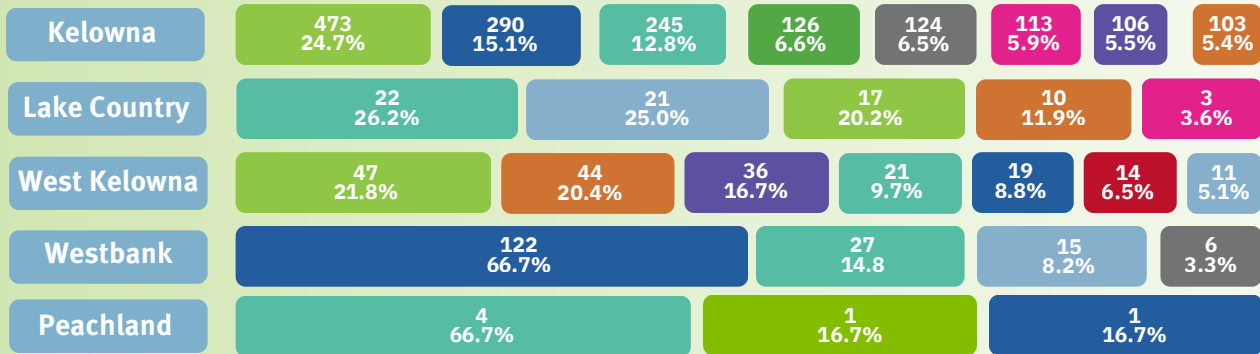 Kelowna
473 290 245 126 124 113 106 103
24.7% 15.1% 12.8% 6.6% 6.5% 5.9% 5.5% 5.4%
Lake Country
22 21 17 10 3
26.2% 25.0% 20.2% 11.9% 3.6%
West Kelowna
47 44 36 21 19 14 11
21.8% 20.4% 16.7% 9.7% 8.8% 6.5% 5.1%
Westbank
122 27 15 6
66.7% 14.8 8.2% 3.3%
Peachland
4 1 1
66.7% 16.7% 16.7%